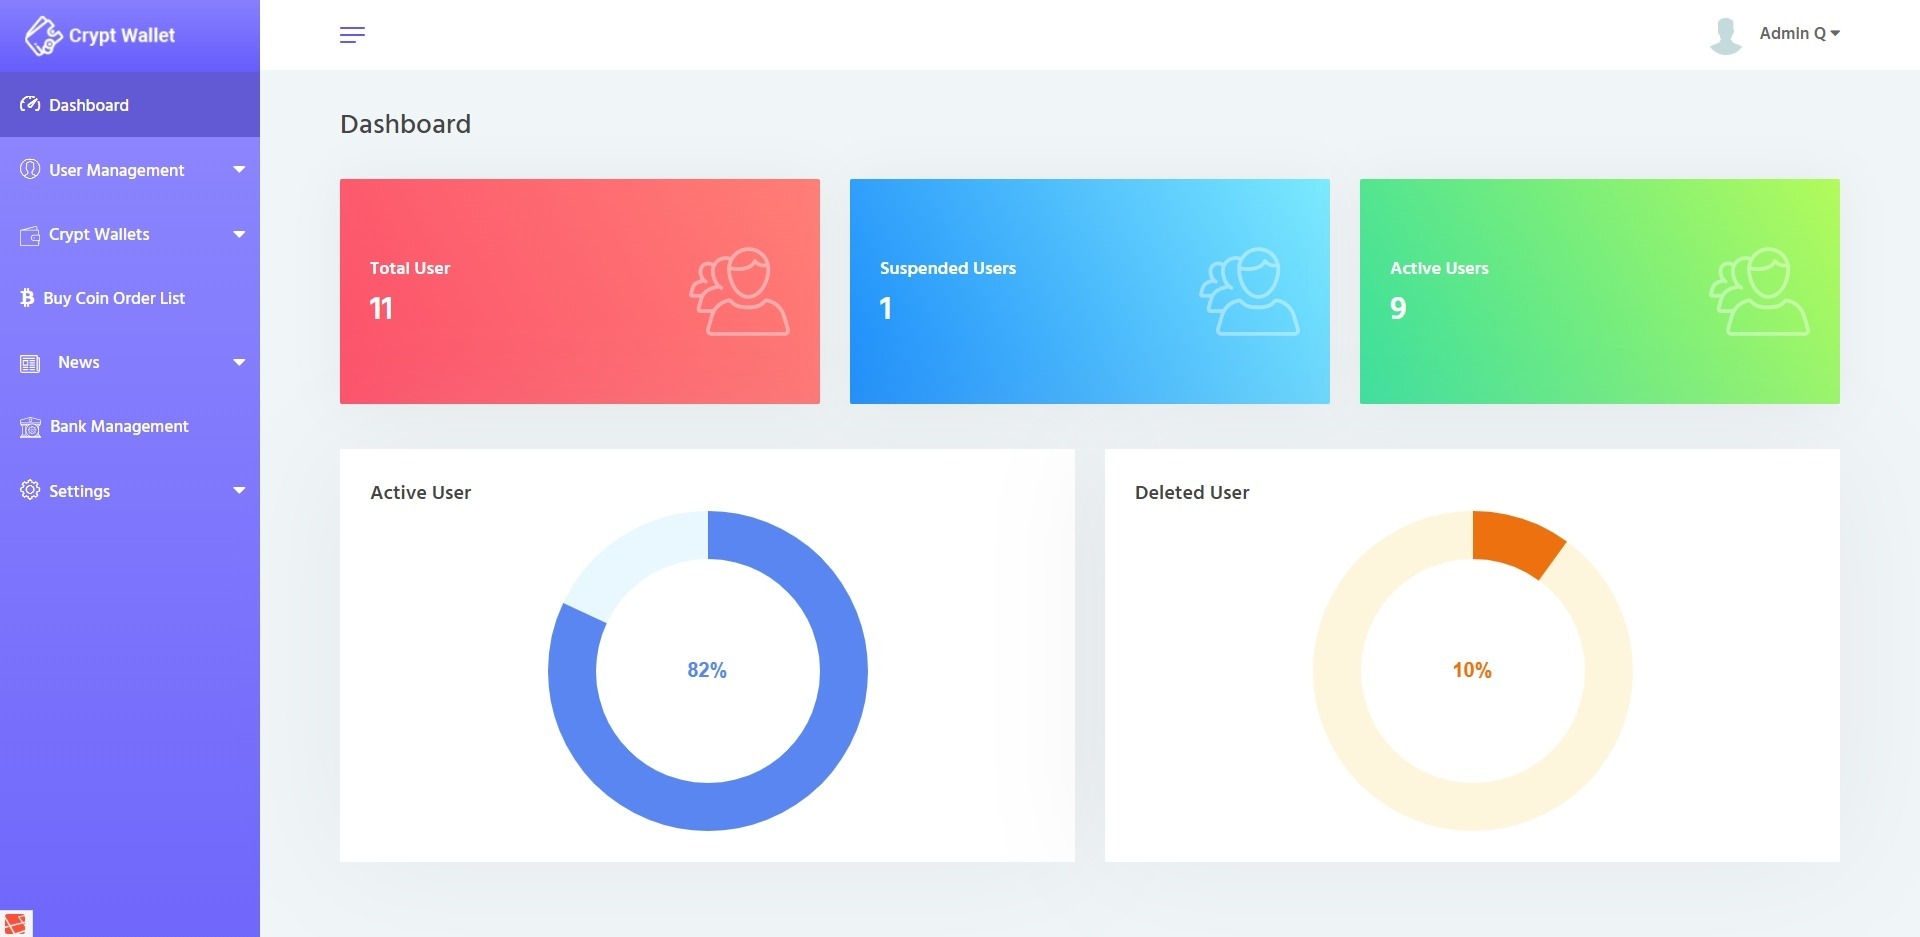 Crypt Wallet
Admin Q
Dashboard
User Management
Crypt Wallets
Buy Coin Order List
News
Bank Management
Settings
Dashboard
Total User
11
Suspended Users
1
Active Users
9
Active User
82%
Deleted User
10%